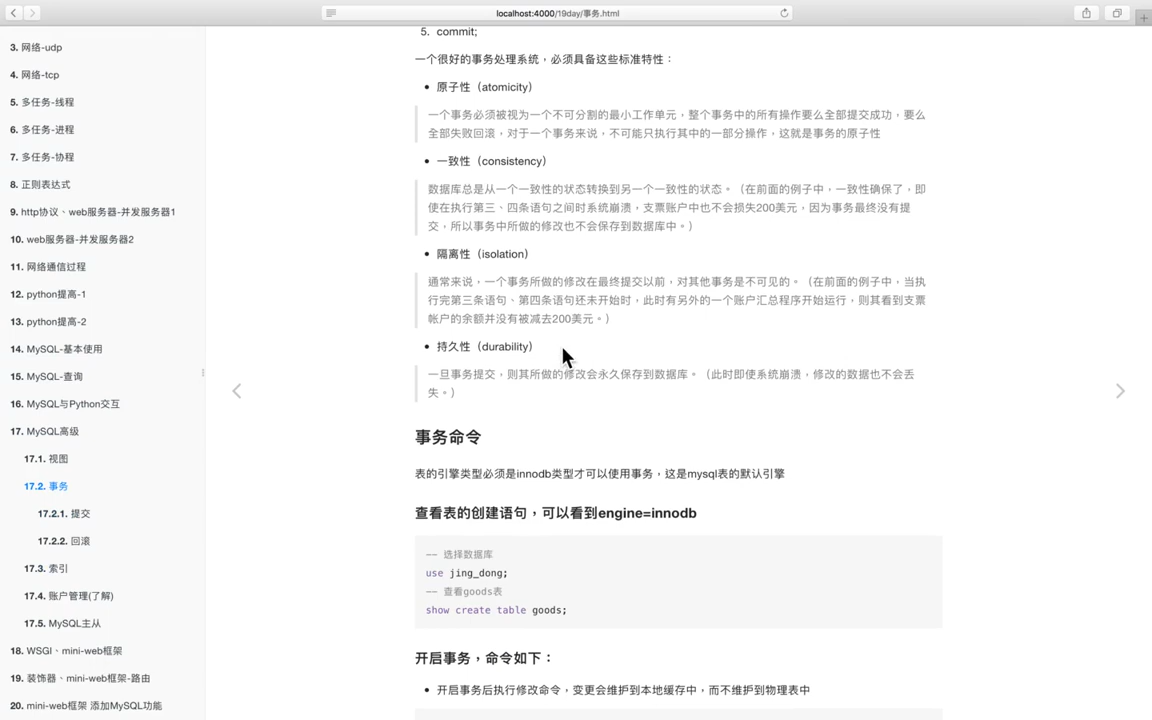 localhost:4000/19day/事务.html
3. 网络-udp
4. 网络-tcp
5. 多任务-线程
6. 多任务-进程
7. 多任务-协程
8. 正则表达式
9. http协议、web服务器-并发服务器1
10. web服务器-并发服务器2
11. 网络通信过程
12. python提高-1
13. python提高-2
14. MySQL-基本使用
15. MySQL-查询
16. MySQL与Python交互
17. MySQL高级
17.1. 视图
17.2. 事务
17.2.1. 提交
17.2.2. 回滚
17.3. 索引
17.4. 账户管理(了解)
17.5. MySQL主从
18. WSGI、mini-web框架
19. 装饰器、mini-web框架-路由
20. mini-web框架 添加MySQL功能
5. commit;
一个很好的事务处理系统，必须具备这些标准特性：
• 原子性（atomicity）
一个事务必须被视为一个不可分割的最小工作单元，整个事务中的所有操作要么全部提交成功，要么
全部失败回滚，对于一个事务来说，不可能只执行其中的一部分操作，这就是事务的原子性
• 一致性（consistency）
数据库总是从一个一致性的状态转换到另一个一致性的状态。（在前面的例子中，一致性确保了，即
使在执行第三、四条语句之间时系统崩溃，支票账户中也不会损失200美元，因为事务最终没有提
交，所以事务中所做的修改也不会保存到数据库中。）
• 隔离性（isolation）
通常来说，一个事务所做的修改在最终提交以前，对其他事务是不可见的。（在前面的例子中，当执
行完第三条语句、第四条语句还未开始时，此时有另外的一个账户汇总程序开始运行，则其看到支票
帐户的余额并没有被减去200美元。）
• 持久性（durability）
一旦事务提交，则其所做的修改会永久保存到数据库。（此时即使系统崩溃，修改的数据也不会丢
失。）
事务命令
表的引擎类型必须是innodb类型才可以使用事务，这是mysql表的默认引擎
查看表的创建语句，可以看到engine=innodb
-- 选择数据库
use jing_dong;
-- 查看goods表
show create table goods;
开启事务，命令如下：
• 开启事务后执行修改命令，变更会维护到本地缓存中，而不维护到物理表中